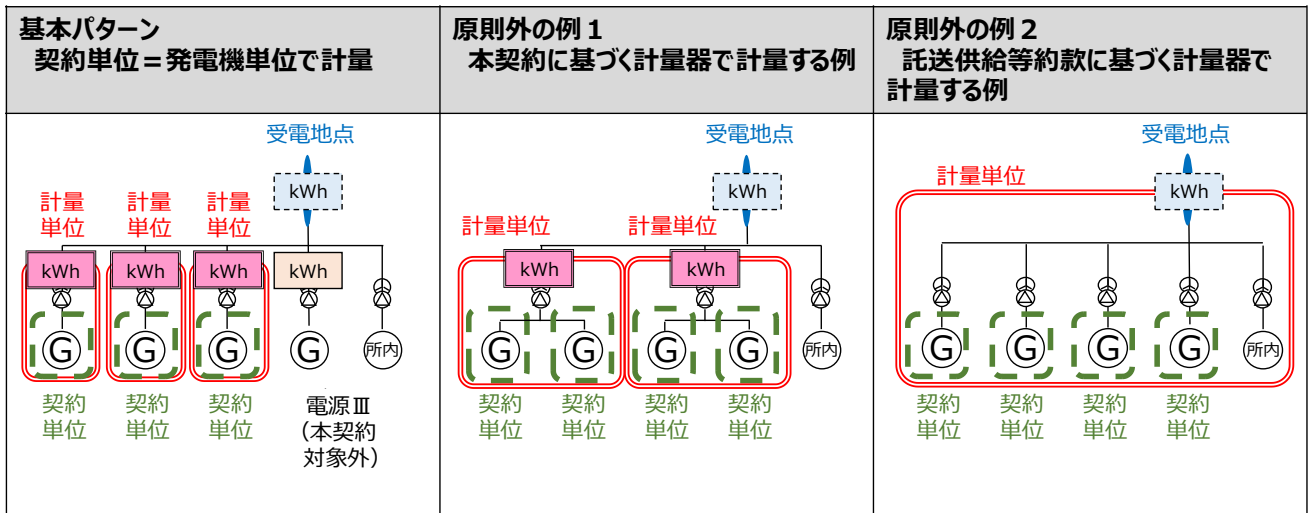 基本パターン
契約単位＝発電機単位で計量
受電地点
kWh
計量 計量 計量
単位 単位 単位
kWh kWh kWh kWh
G G G G 所内
契約 契約 契約
単位 単位 単位
電源Ⅲ
（本契約
対象外）
原則外の例１
本契約に基づく計量器で計量する例
受電地点
kWh
計量単位 計量単位
kWh kWh
G G G G 所内
契約 契約 契約 契約
単位 単位 単位 単位
原則外の例２
託送供給等約款に基づく計量器で
計量する例
受電地点
計量単位
kWh
G G G G 所内
契約 契約 契約 契約
単位 単位 単位 単位